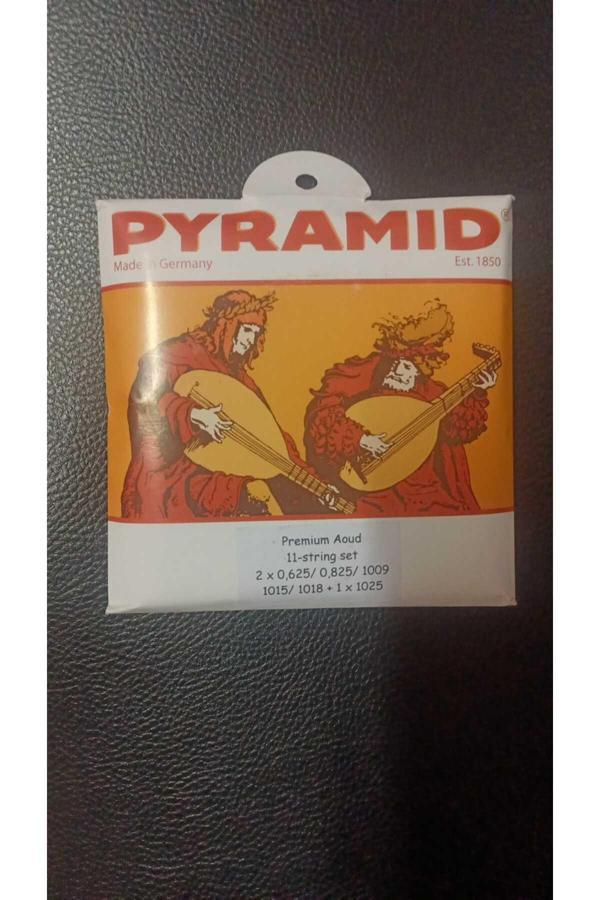 PYRAMID®
Made in Germany Est. 1850
Premium Aoud
11-string set
2 x 0,625/ 0,825/ 1009
1015/ 1018 + 1 x 1025